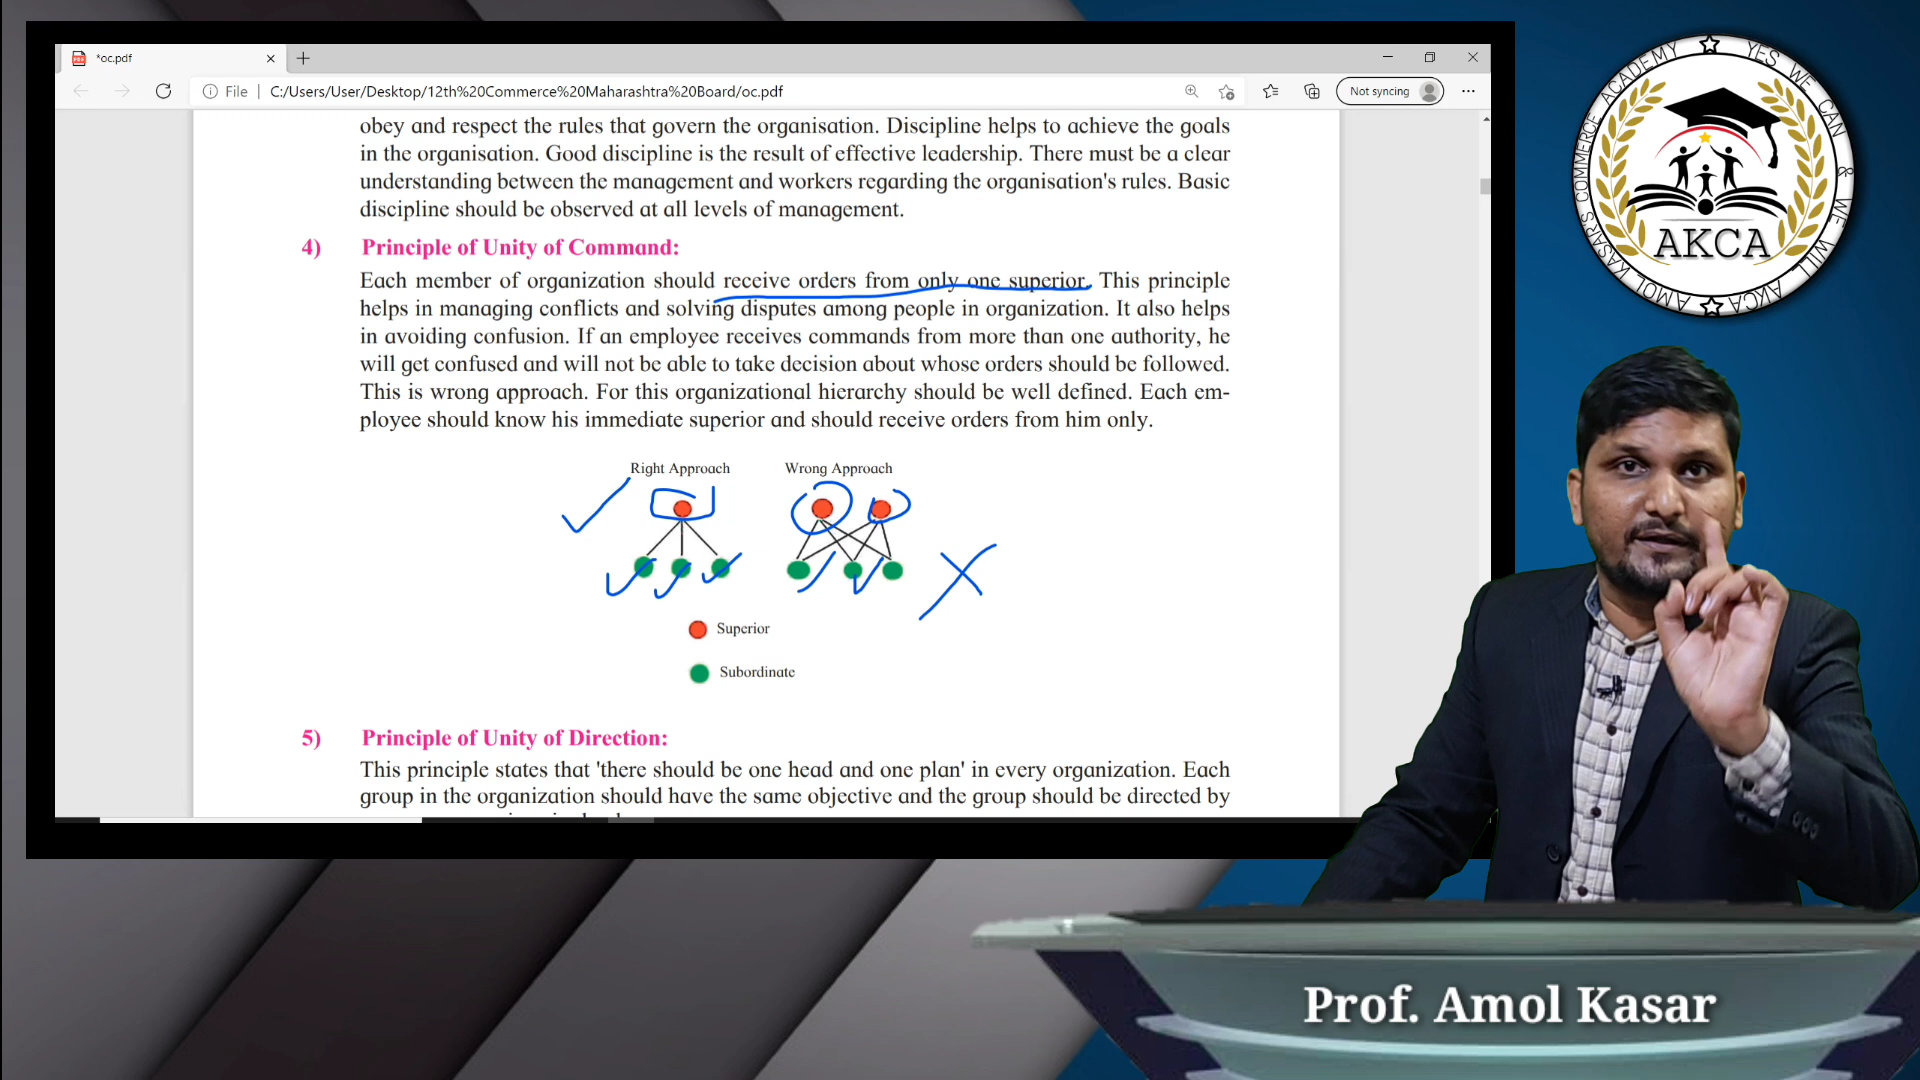 *oc.pdf
File
C:/Users/User/Desktop/12th%20Commerce%20Maharashtra%20Board/oc.pdf
Not syncing
obey and respect the rules that govern the organisation. Discipline helps to achieve the goals
in the organisation. Good discipline is the result of effective leadership. There must be a clear
understanding between the management and workers regarding the organisation's rules. Basic
discipline should be observed at all levels of management.
4) Principle of Unity of Command:
Each member of organization should receive orders from only one superior. This principle
helps in managing conflicts and solving disputes among people in organization. It also helps
in avoiding confusion. If an employee receives commands from more than one authority, he
will get confused and will not be able to take decision about whose orders should be followed.
This is wrong approach. For this organizational hierarchy should be well defined. Each em-
ployee should know his immediate superior and should receive orders from him only.
Right Approach Wrong Approach
Superior
Subordinate
5) Principle of Unity of Direction:
This principle states that 'there should be one head and one plan' in every organization. Each
group in the organization should have the same objective and the group should be directed by
AMOL KASAR'S COMMERCE ACADEMY
YES WE CAN & WE WILL
AKCA
AKCA
Prof. Amol Kasar